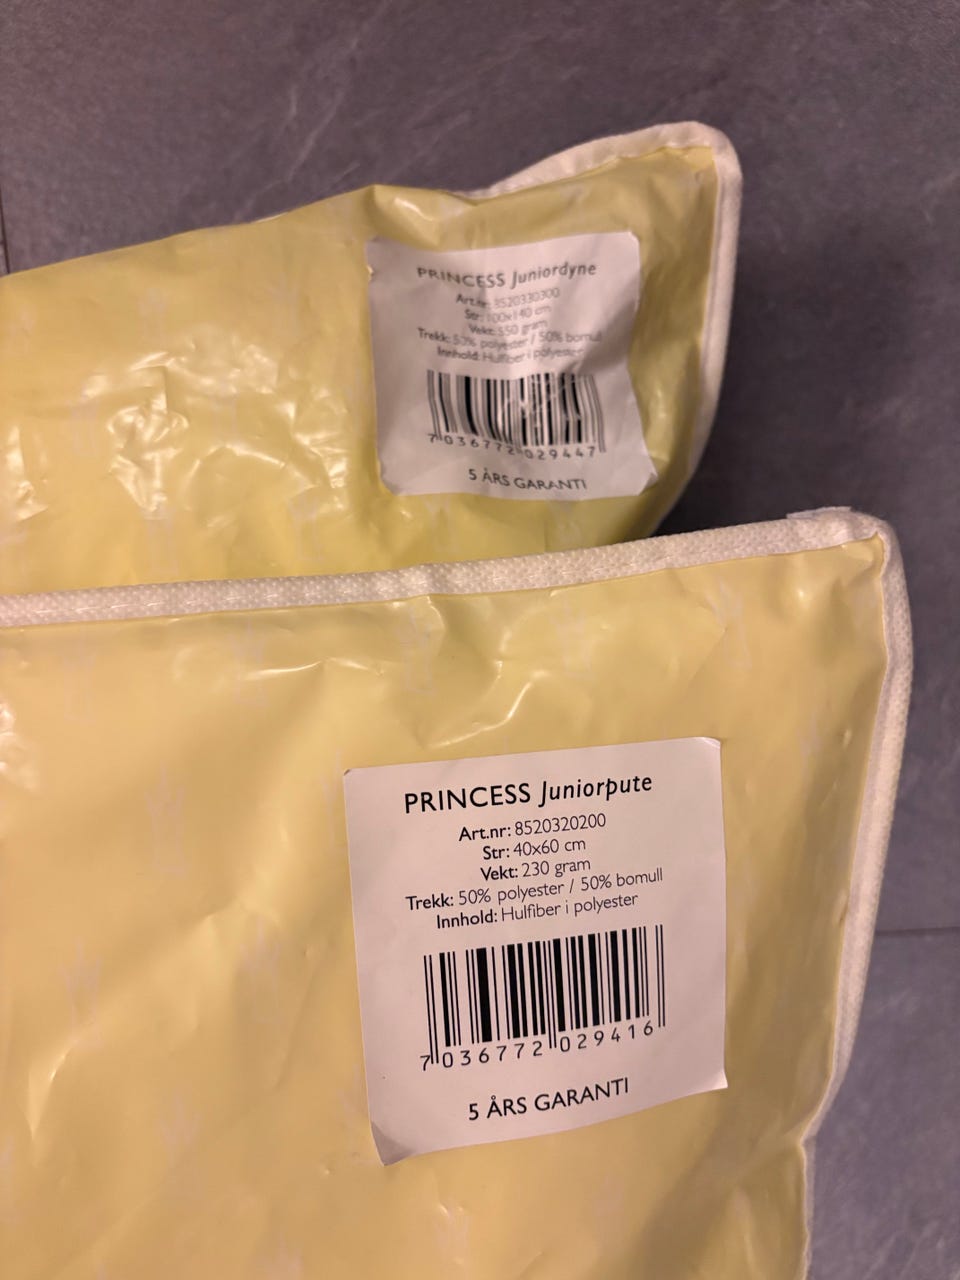 PRINCESS Juniordyne
Art.nr: 8520330300
Str: 100x140 cm
Vekt: 550 gram
Trekk: 50% polyester / 50% bomull
Innhold: Hulfiber i polyester
7 036772 029447
5 ÅRS GARANTI
PRINCESS Juniorpute
Art.nr: 8520320200
Str: 40x60 cm
Vekt: 230 gram
Trekk: 50% polyester / 50% bomull
Innhold: Hulfiber i polyester
7 036772 029416
5 ÅRS GARANTI